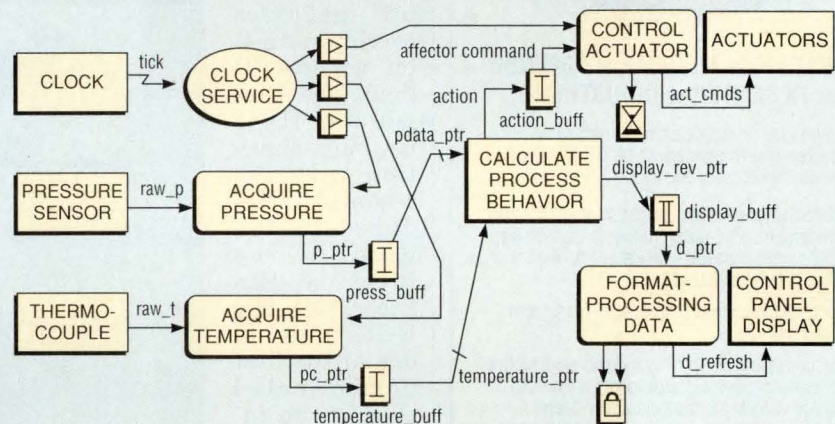 CONTROL
ACTUATOR
ACTUATORS
affector command
tick
CLOCK
CLOCK
SERVICE
act_cmds
action
action_buff
pdata_ptr
CALCULATE
PROCESS
BEHAVIOR
display_rev_ptr
PRESSURE
SENSOR
raw_p
ACQUIRE
PRESSURE
display_buff
p_ptr
d_ptr
press_buff
FORMAT-
PROCESSING
DATA
CONTROL
PANEL
DISPLAY
THERMO-
COUPLE
raw_t
ACQUIRE
TEMPERATURE
d_refresh
pc_ptr
temperature_ptr
temperature_buff